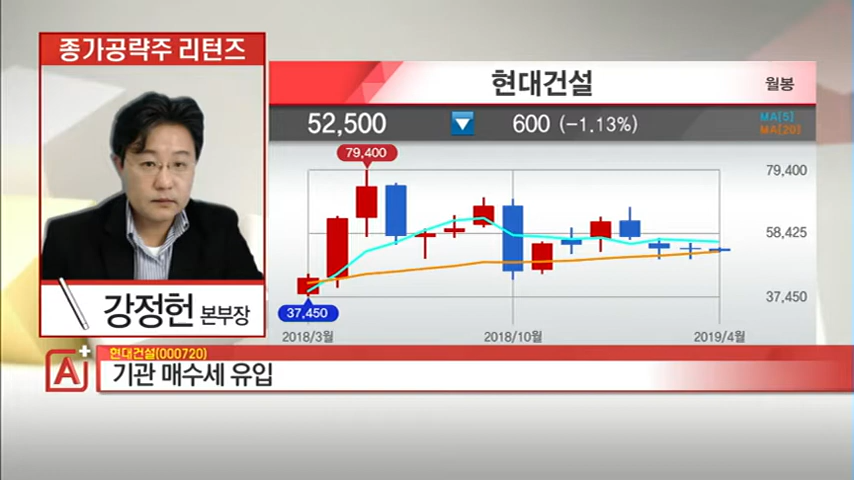 종가공략주 리턴즈
강정헌 본부장
현대건설
월봉
52,500 ▼ 600 (-1.13%)
MA[5]
MA[20]
79,400
79,400
58,425
37,450
37,450
2018/3월
2018/10월
2019/4월
A+
현대건설(000720)
기관 매수세 유입